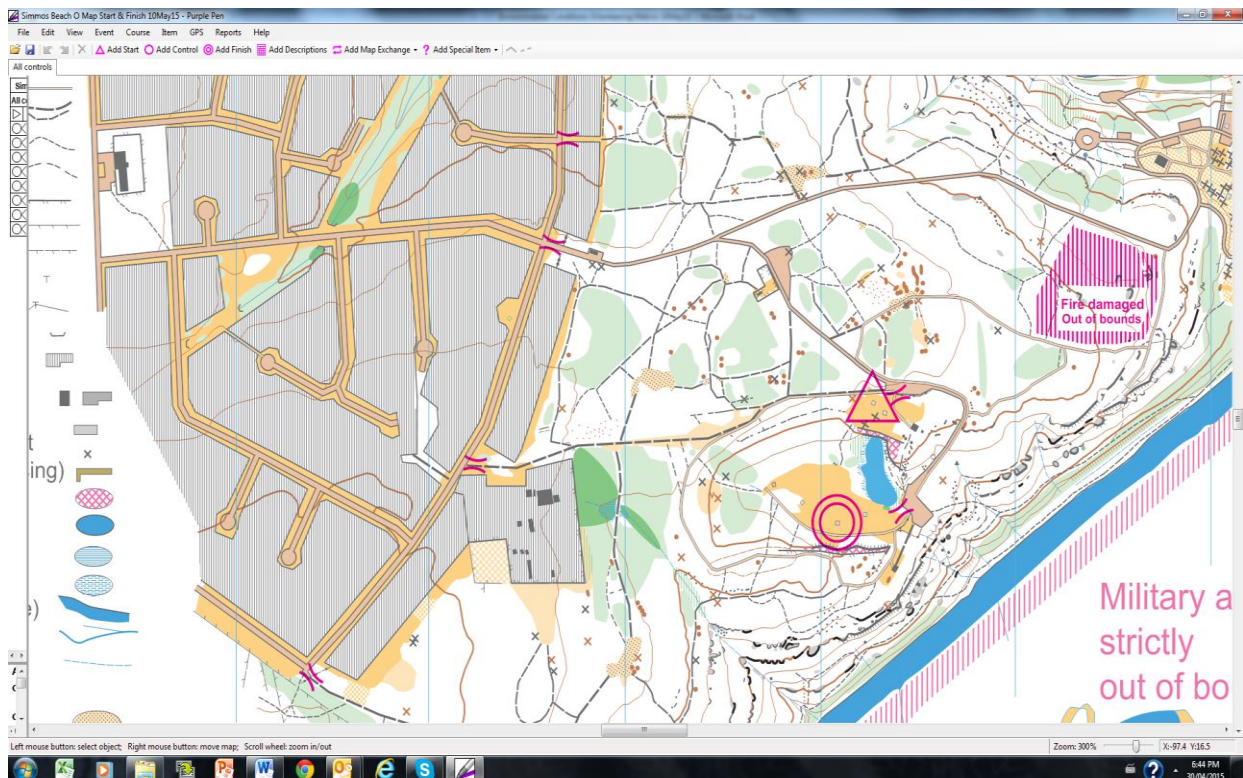 Simmos Beach O Map Start & Finish 10May15 - Purple Pen
File Edit View Event Course Item GPS Reports Help
Add Start Add Control Add Finish Add Descriptions Add Map Exchange Add Special Item
All controls
Sim
All co
Fire damaged
Out of bounds
t
ing)
e)
Military a
strictly
out of bo
Left mouse button: select object; Right mouse button: move map; Scroll wheel: zoom in/out
Zoom: 300%
X:-97.4 Y:16.5
6:44 PM
30/04/2015